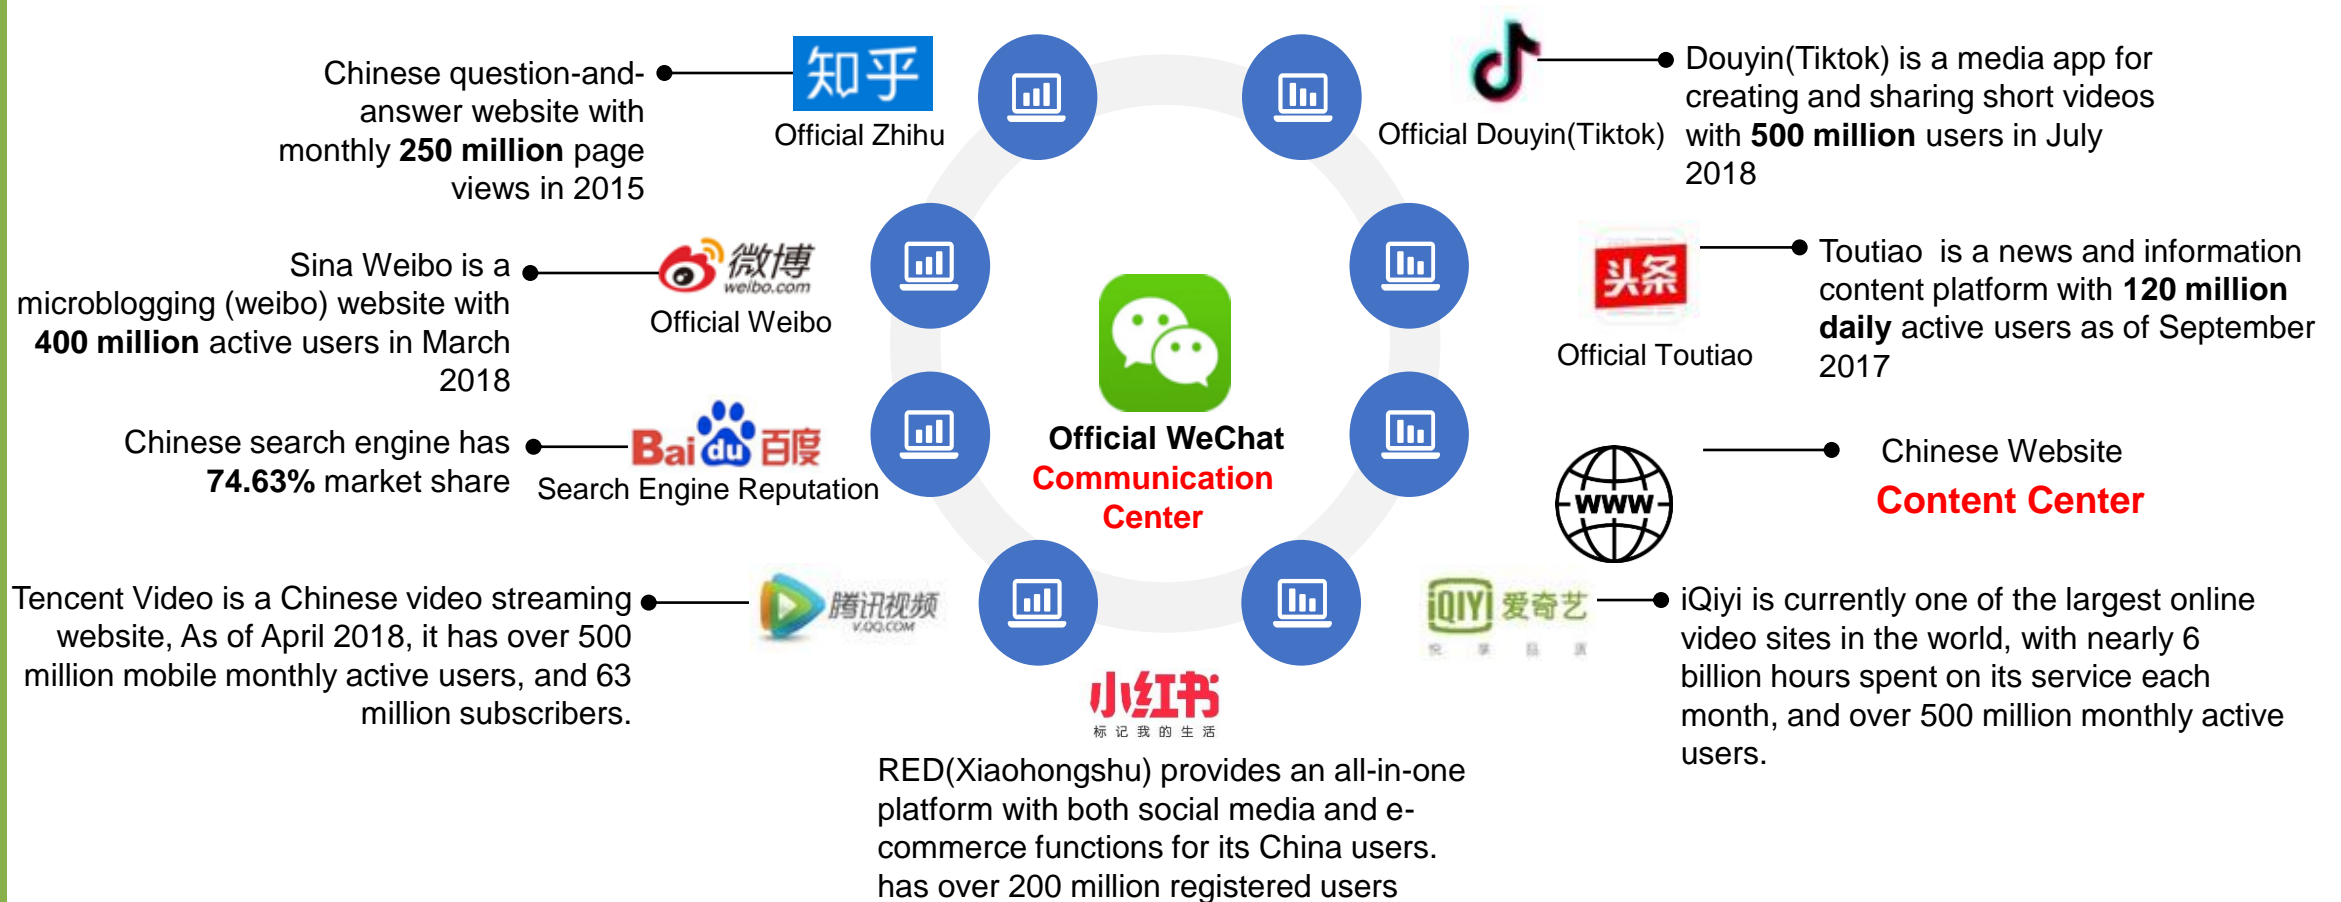 Chinese question-and-
answer website with
monthly 250 million page
views in 2015
知乎
Official Zhihu
Official Douyin(Tiktok)
Douyin(Tiktok) is a media app for
creating and sharing short videos
with 500 million users in July
2018
Sina Weibo is a
microblogging (weibo) website with
400 million active users in March
2018
微博
weibo.com
Official Weibo
头条
Official Toutiao
Toutiao  is a news and information
content platform with 120 million
daily active users as of September
2017
Chinese search engine has
74.63% market share
Bai du 百度
Search Engine Reputation
Official WeChat
Communication
Center
WWW
Chinese Website
Content Center
Tencent Video is a Chinese video streaming
website, As of April 2018, it has over 500
million mobile monthly active users, and 63
million subscribers.
腾讯视频
V.QQ.COM
iQIYI 爱奇艺
悦 享 品 质
iQiyi is currently one of the largest online
video sites in the world, with nearly 6
billion hours spent on its service each
month, and over 500 million monthly active
users.
小红书
标记我的生活
RED(Xiaohongshu) provides an all-in-one
platform with both social media and e-
commerce functions for its China users.
has over 200 million registered users